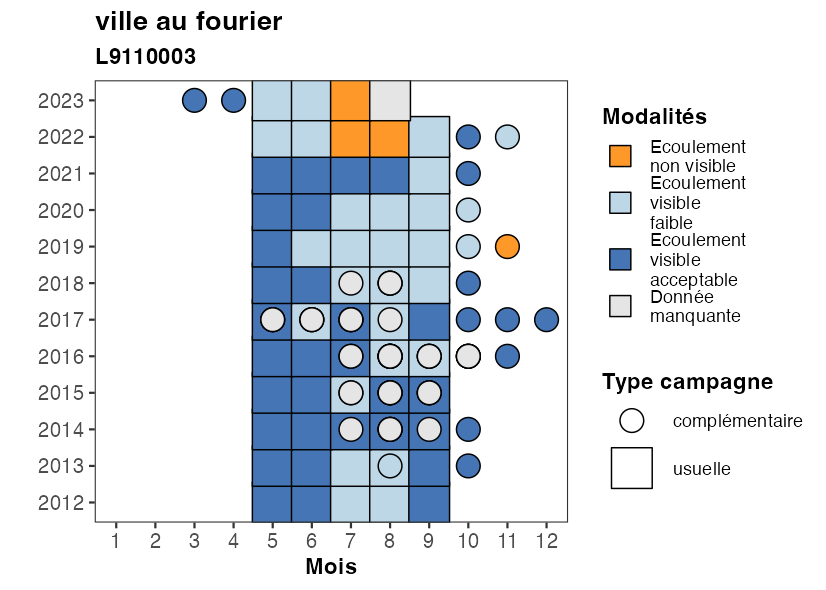 ville au fourier
L9110003
2023
2022
2021
2020
2019
2018
2017
2016
2015
2014
2013
2012
1 2 3 4 5 6 7 8 9 10 11 12
Mois
Modalités
Ecoulement
non visible
Ecoulement
visible
faible
Ecoulement
visible
acceptable
Donnée
manquante
Type campagne
complémentaire
usuelle